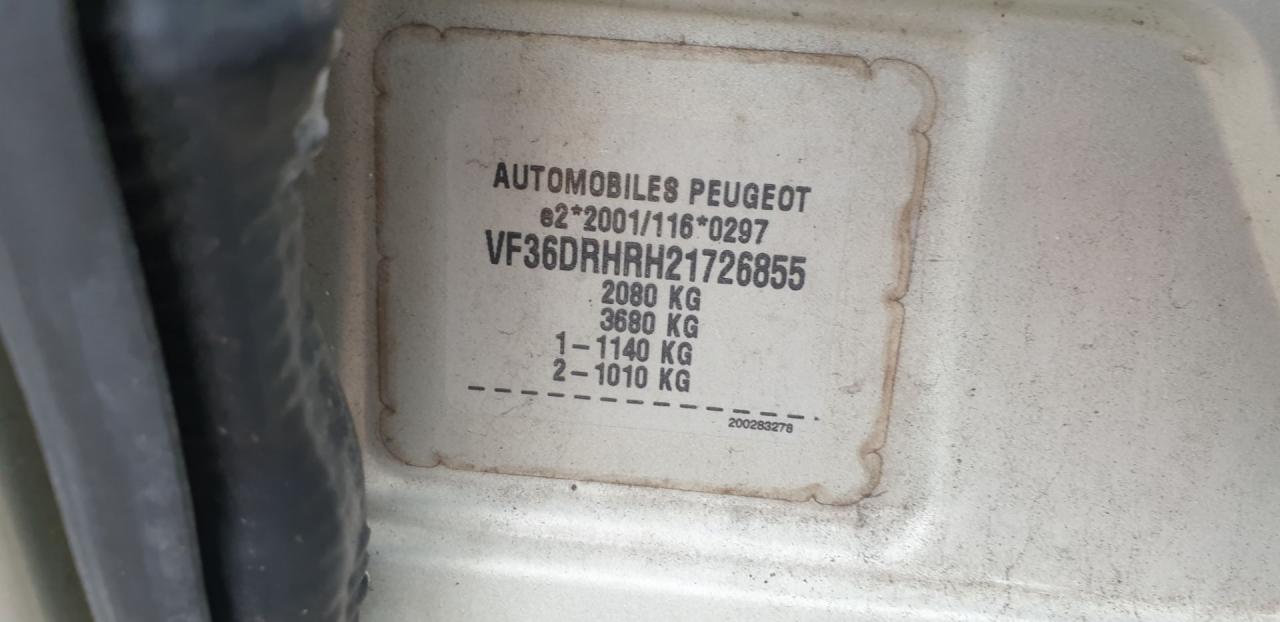 AUTOMOBILES PEUGEOT
e2*2001/116*0297
VF36DRHRH21726855
2080 KG
3680 KG
1-1140 KG
2-1010 KG
200283278